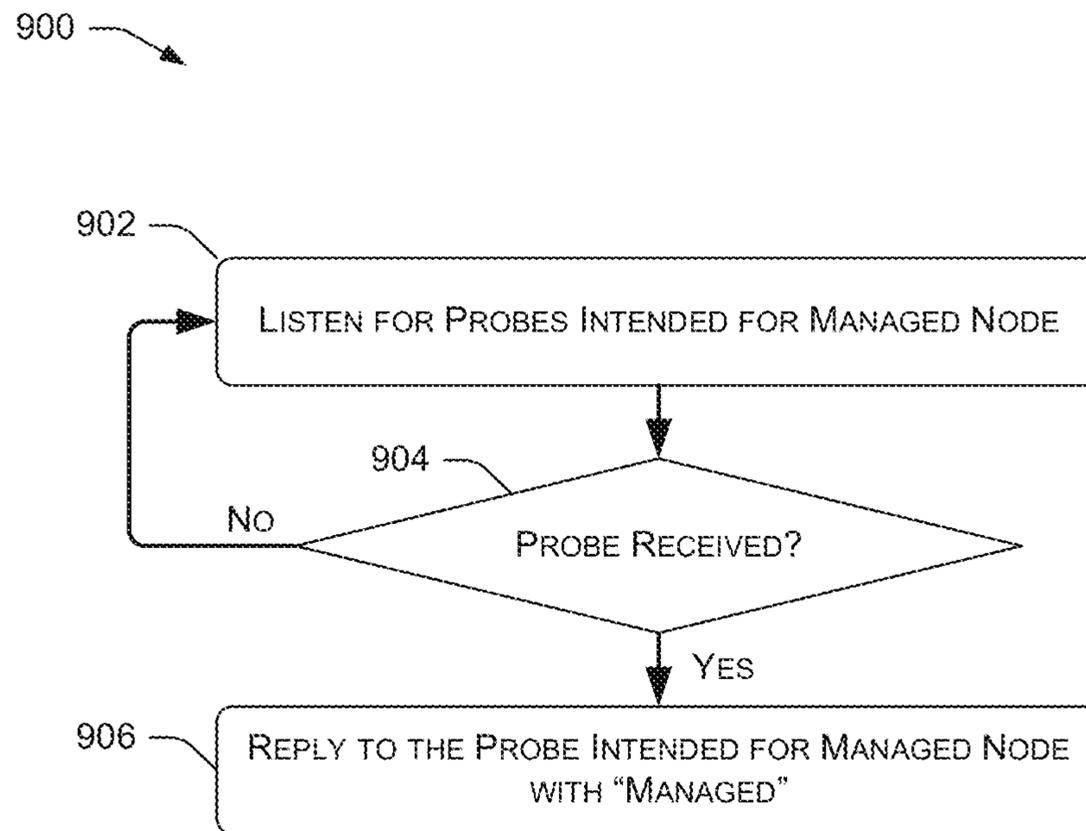 900
902
LISTEN FOR PROBES INTENDED FOR MANAGED NODE
904
NO
PROBE RECEIVED?
YES
906
REPLY TO THE PROBE INTENDED FOR MANAGED NODE
WITH “MANAGED”